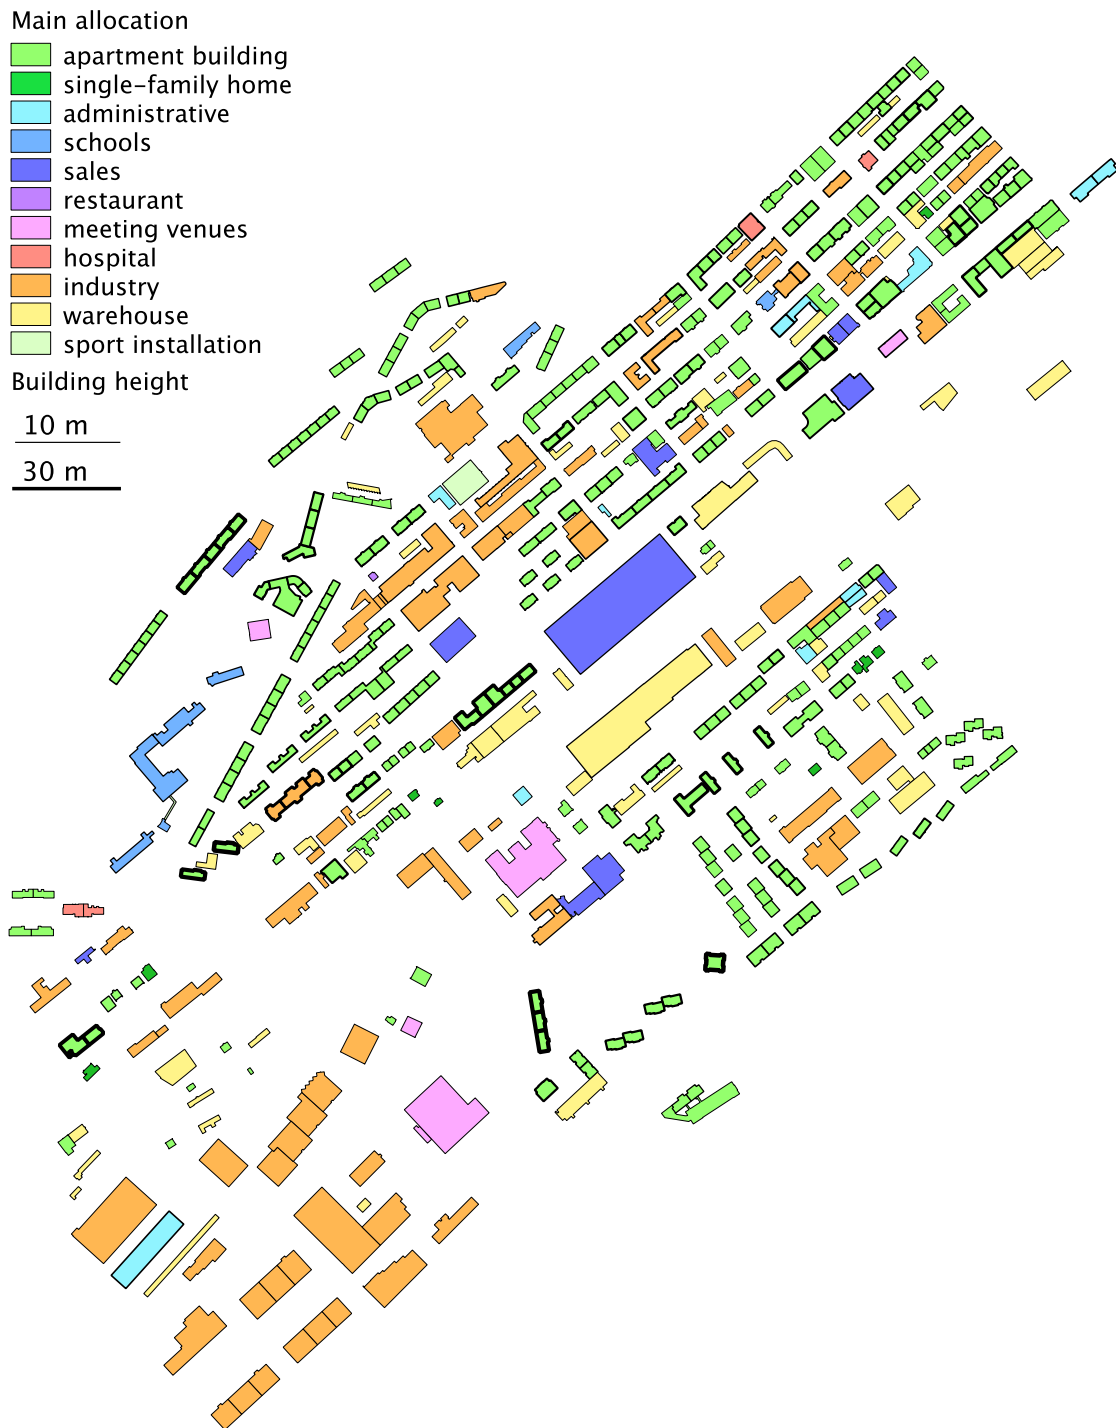 Main allocation
apartment building
single-family home
administrative
schools
sales
restaurant
meeting venues
hospital
industry
warehouse
sport installation
Building height
10 m
30 m